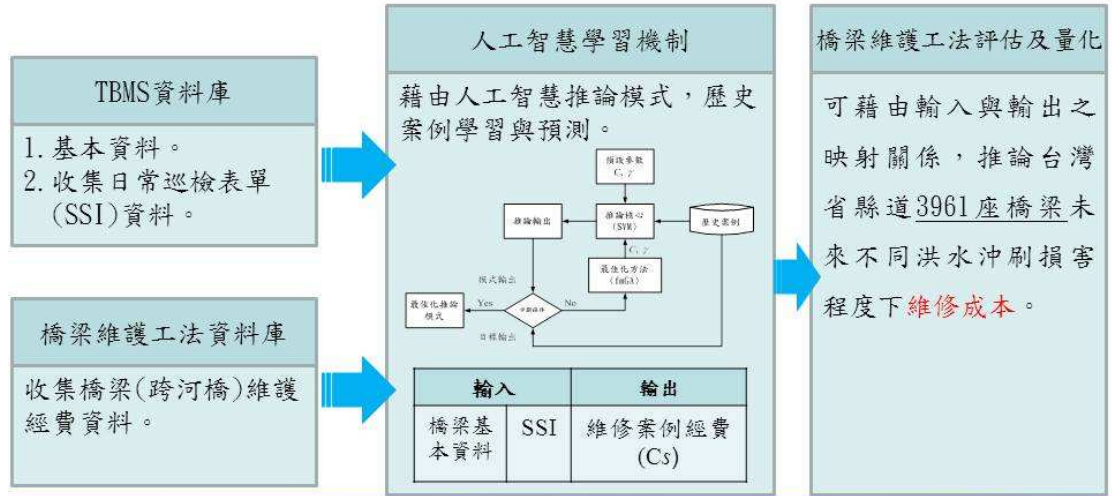 TBMS資料庫
1. 基本資料。
2. 收集日常巡檢表單
(SSI)資料。
橋梁維護工法資料庫
收集橋梁(跨河橋)維護
經費資料。
人工智慧學習機制
藉由人工智慧推論模式，歷史
案例學習與預測。
預設參數
C, γ
推論輸出
推論核心
(SVM)
歷史案例
C, γ
最佳化方法
(fmGA)
模式輸出
最佳化推論
模式
Yes
No
目標輸出
輸入
輸出
橋梁基
本資料
SSI
維修案例經費
(Cs)
橋梁維護工法評估及量化
可藉由輸入與輸出之
映射關係，推論台灣
省縣道3961座橋梁未
來不同洪水沖刷損害
程度下維修成本。